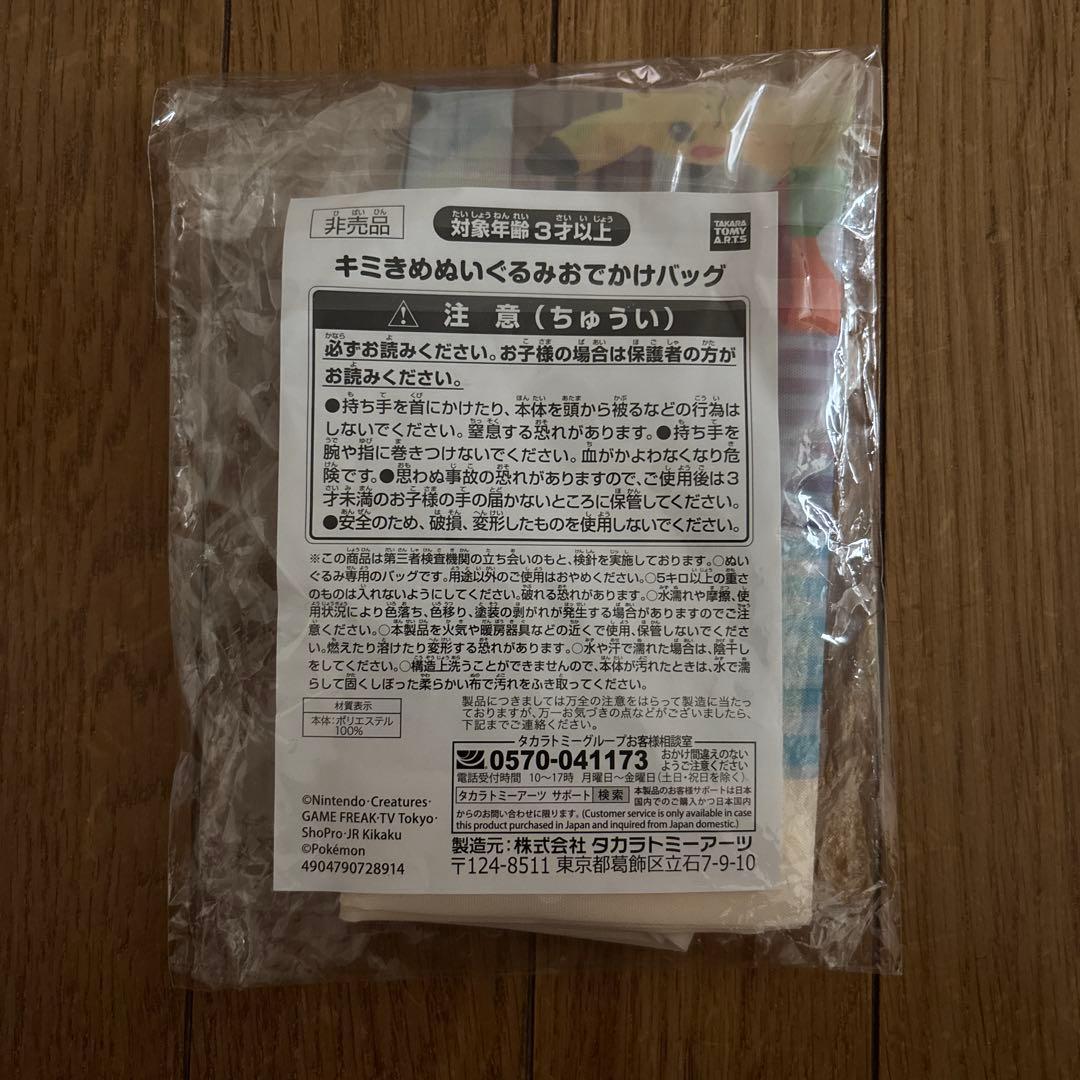 非売品
対象年齢3才以上
TAKARA
TOMY
A.R.T.S
キミきめぬいぐるみおでかけバッグ
注 意(ちゅうい)
必ずお読みください。お子様の場合は保護者の方が
お読みください。
●持ち手を首にかけたり、本体を頭から被るなどの行為は
しないでください。窒息する恐れがあります。●持ち手を
腕や指に巻きつけないでください。血がかよわなくなり危
険です。●思わぬ事故の恐れがありますので、ご使用後は3
才未満のお子様の手の届かないところに保管してください。
●安全のため、破損、変形したものを使用しないでください。
※この商品は第三者検査機関の立ち会いのもと、検針を実施しております。○ぬい
ぐるみ専用のバッグです。用途以外のご使用はおやめください。○5キロ以上の重さ
のものは入れないようにしてください。破れる恐れがあります。○水濡れや摩擦、使
用状況により色落ち、色移り、塗装の剥がれが発生する場合がありますのでご注
意ください。○本製品を火気や暖房器具などの近くで使用、保管しないでくださ
い。燃えたり溶けたり変形する恐れがあります。○水や汗で濡れた場合は、陰干し
をしてください。○構造上洗うことができませんので、本体が汚れたときは、水で濡
らして固くしぼった柔らかい布で汚れをふき取ってください。
材質表示
本体:ポリエステル
100%
製品につきましては万全の注意をはらって製造に当たっ
ておりますが、万一お気づきの点などがございましたら、
下記までご連絡ください。
タカラトミーグループお客様相談室
0570-041173 おかけ間違えのない
ようご注意ください
電話受付時間 10～17時 月曜日～金曜日(土日・祝日を除く)
タカラトミーアーツ サポート 検索 本製品のお客様サポートは日本
国内でのご購入かつ日本国内
からのお問い合わせに限ります。(Customer service is only available in case
this product purchased in Japan and inquired from Japan domestic.)
©Nintendo・Creatures・
GAME FREAK・TV Tokyo・
ShoPro・JR Kikaku
©Pokémon
4904790728914
製造元:株式会社 タカラトミーアーツ
〒124-8511 東京都葛飾区立石7-9-10